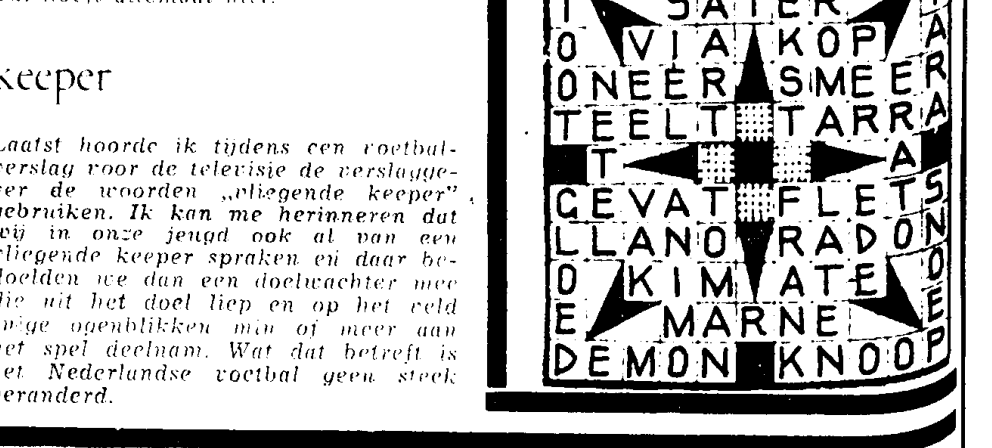 keeper
Laatst hoorde ik tijdens een voetbal-
verslag voor de televisie de verslagge-
ver de woorden „vliegende keeper”
gebruiken. Ik kan me herinneren dat
wij in onze jeugd ook al van een
vliegende keeper spraken en daar be-
doelden we dan een doelwachter mee
die uit het doel liep en op het veld
enige ogenblikken min of meer aan
het spel deelnam. Wat dat betreft is
het Nederlundse voetbal geen steek
veranderd.
SATER
O VIA KOP A
ONEER SMEER
TEELT TARRA
T A
GEVAT FLETS
LLANO RADON
O KIM ATE O
E MARNE E
DEMON KNOOP